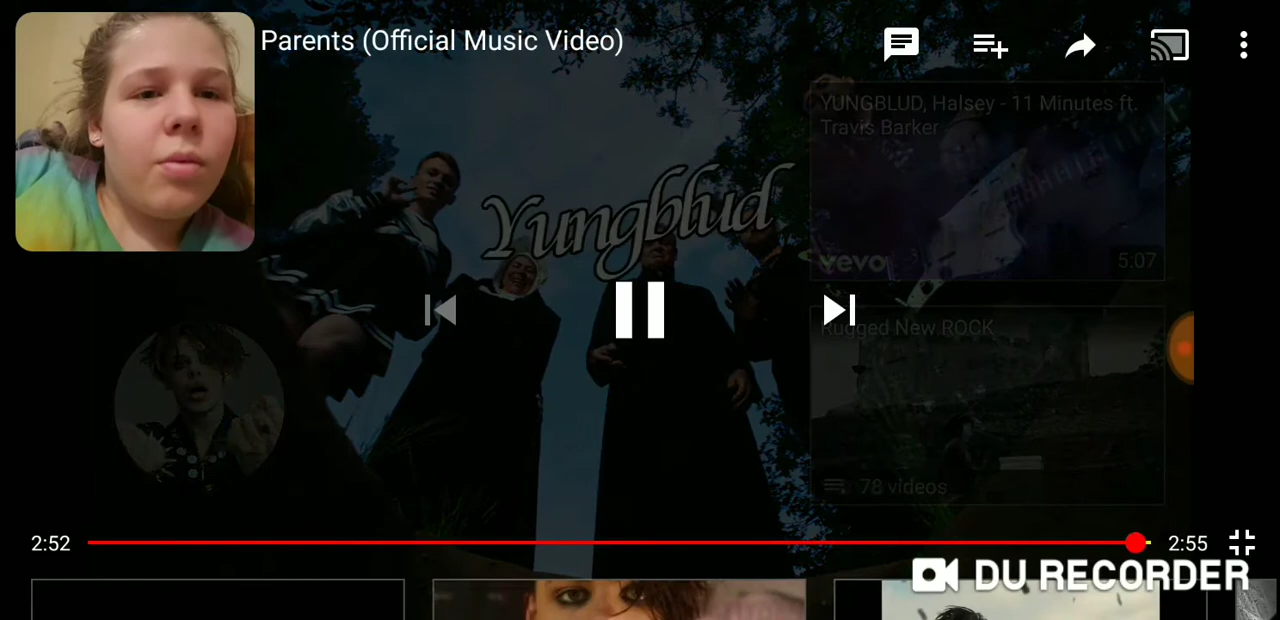 Parents (Official Music Video)
YUNGBLUD, Halsey - 11 Minutes ft.
Travis Barker
Yungblud
vevo
5:07
Rugged New ROCK
78 videos
2:52
2:55
DU RECORDER